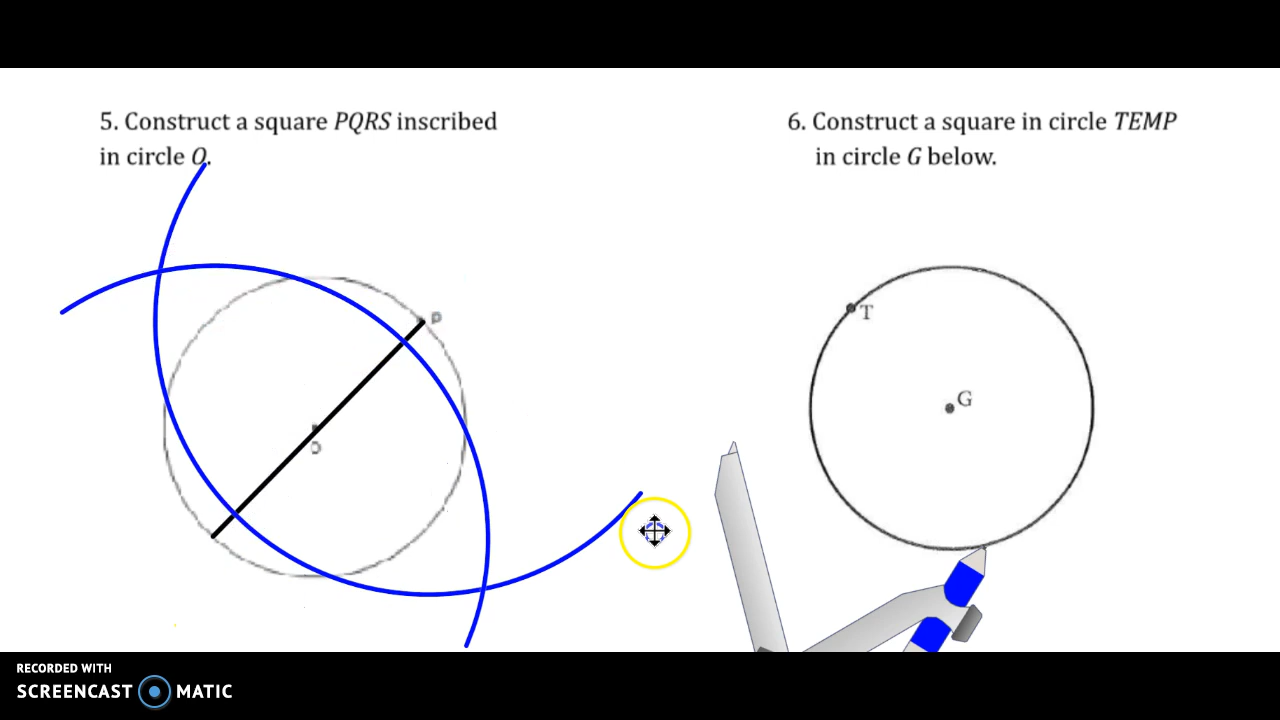 5. Construct a square PQRS inscribed
in circle O.
6. Construct a square in circle TEMP
in circle G below.
P
T
G
O
RECORDED WITH
SCREENCAST MATIC